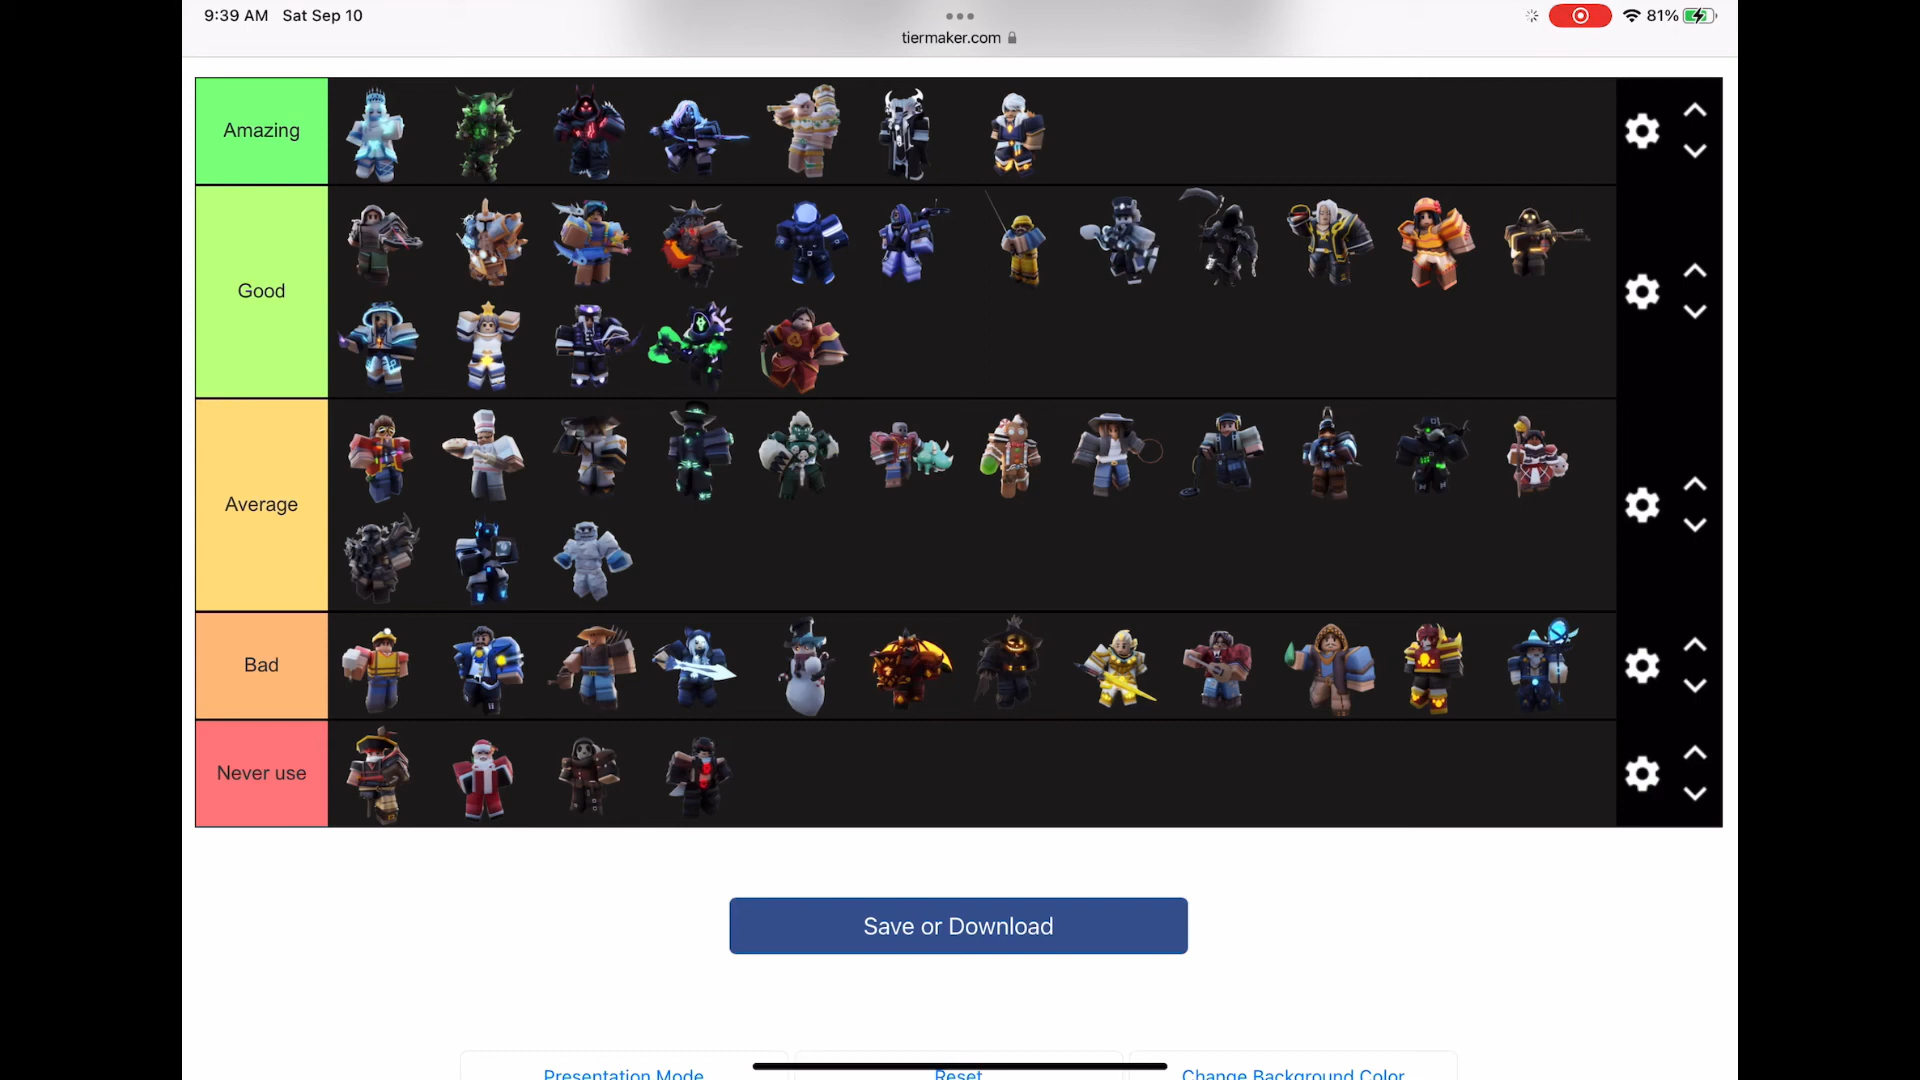 9:39 AM Sat Sep 10
81%
tiermaker.com
Amazing
Good
Average
Bad
Never use
Save or Download
Presentation Mode
Reset
Change Background Color